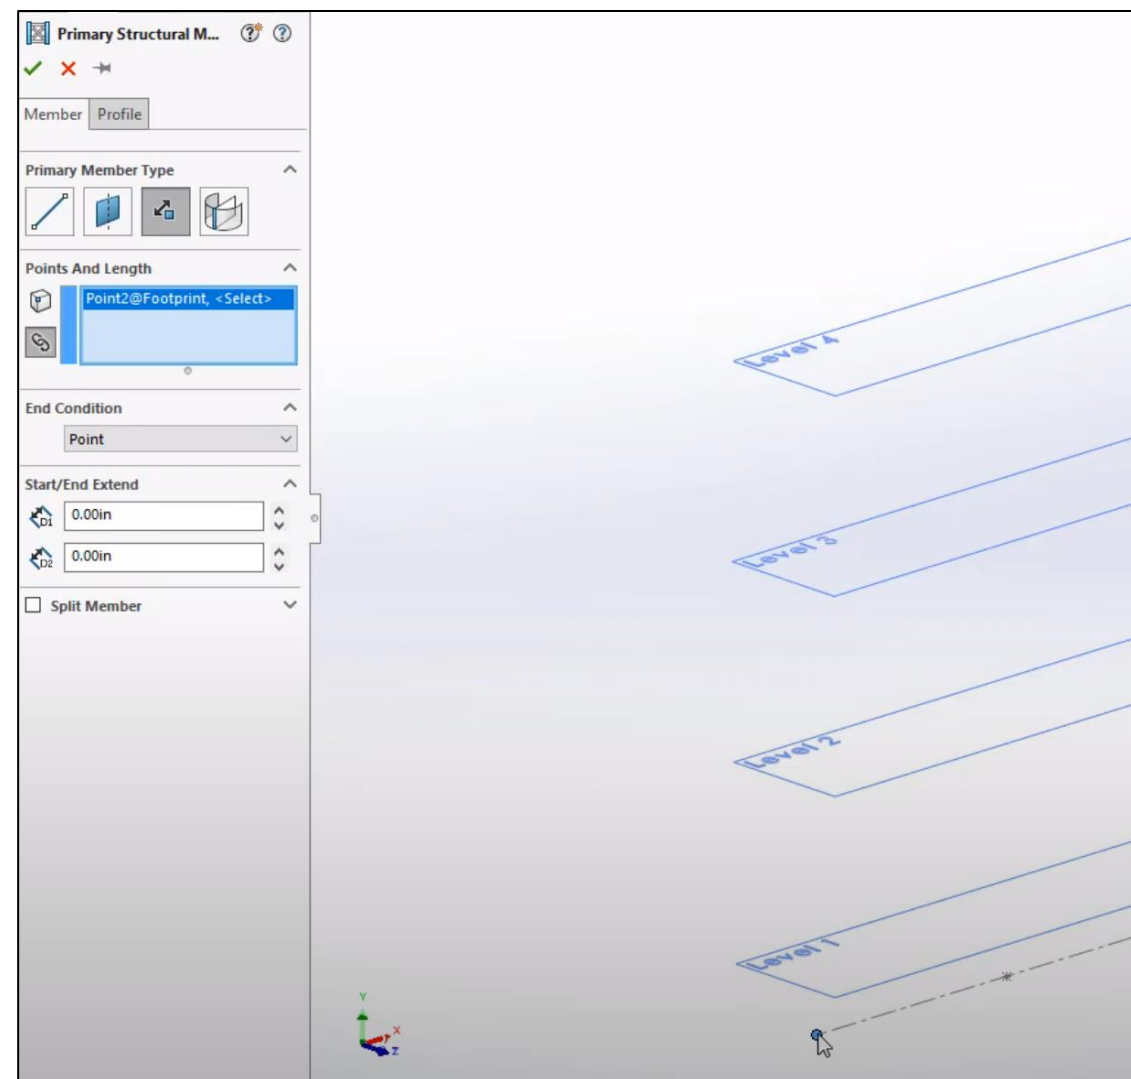 Primary Structural M...
Member Profile
Primary Member Type
Points And Length
Point2@Footprint, <Select>
End Condition
Point
Start/End Extend
D1 0.00in
D2 0.00in
Split Member
Level 4
Level 3
Level 2
Level 1
Y
X
Z